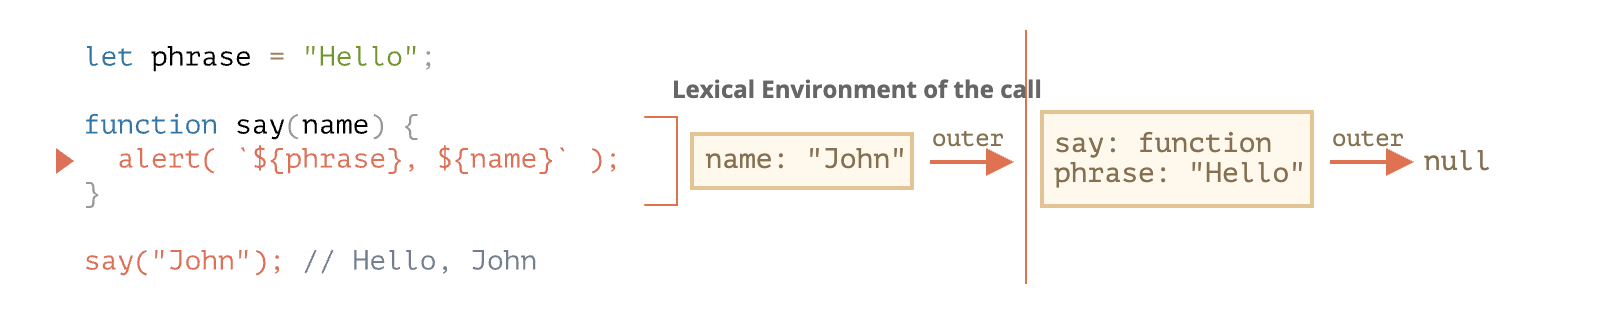 let phrase = "Hello";
function say(name) {
  alert( `${phrase}, ${name}` );
}
say("John"); // Hello, John
Lexical Environment of the call
name: "John"
outer
say: function
phrase: "Hello"
outer
null